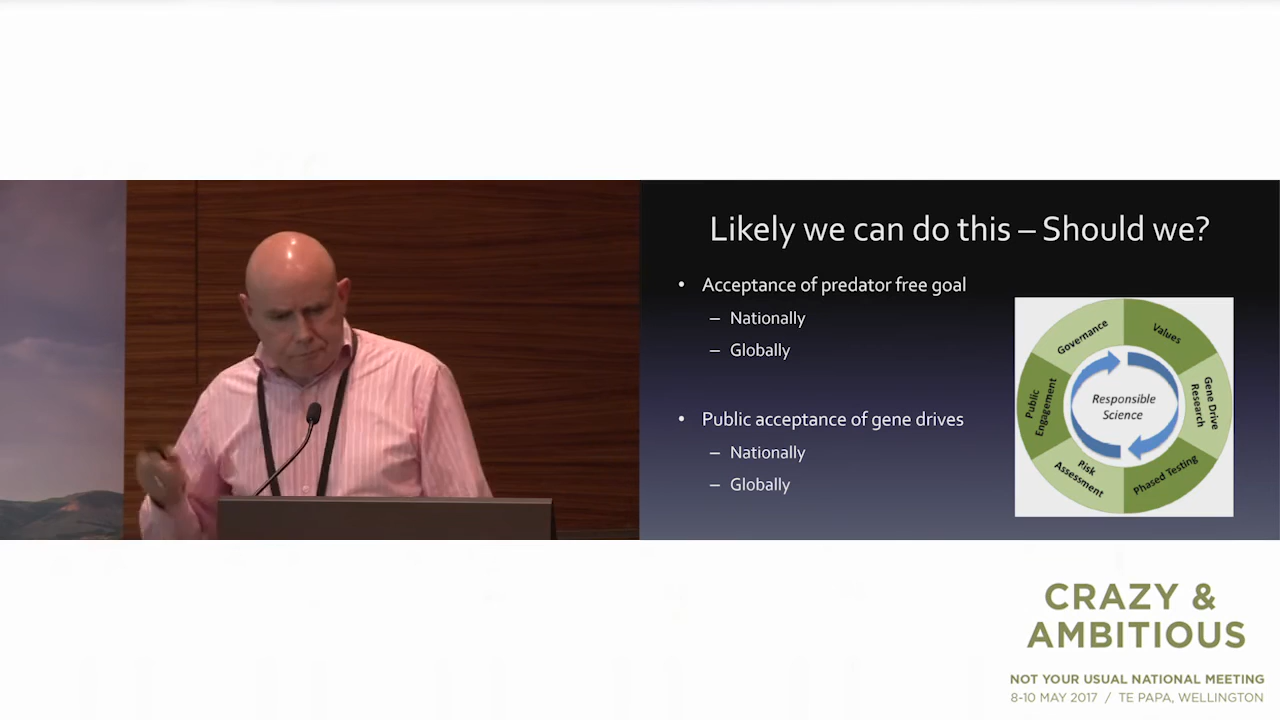 Likely we can do this – Should we?
• Acceptance of predator free goal
– Nationally
– Globally
• Public acceptance of gene drives
– Nationally
– Globally
Governance
Values
Public
Engagement
Responsible
Science
Gene Drive
Research
Risk
Assessment
Phased Testing
CRAZY &
AMBITIOUS
NOT YOUR USUAL NATIONAL MEETING
8-10 MAY 2017 / TE PAPA, WELLINGTON